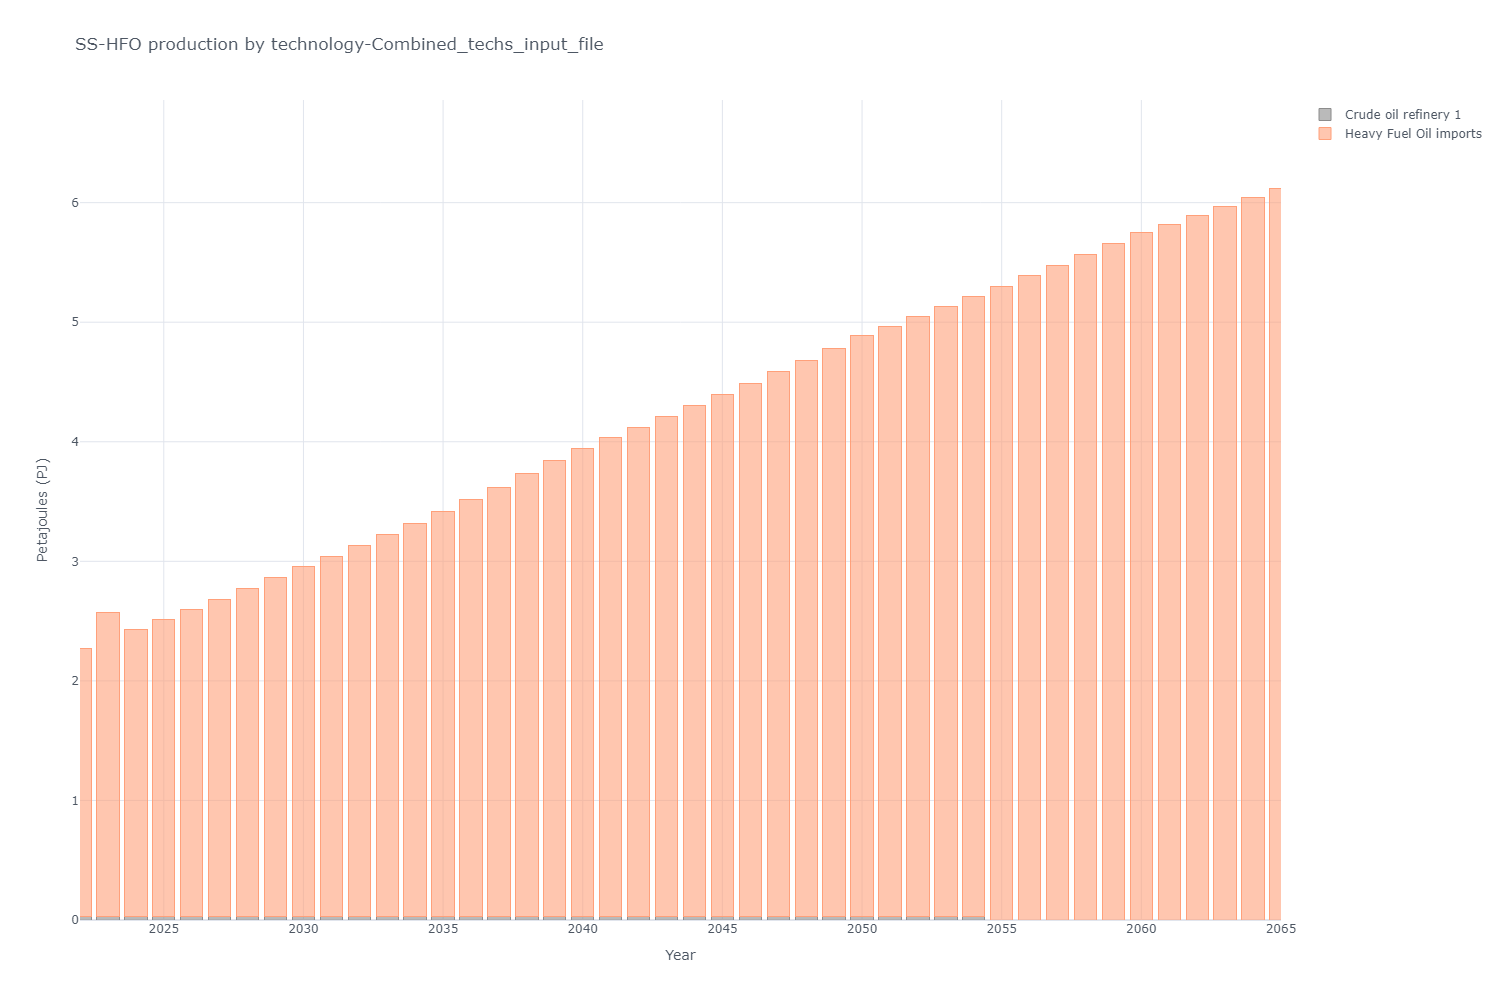 SS-HFO production by technology-Combined_techs_input_file
Crude oil refinery 1
Heavy Fuel Oil imports
Petajoules (PJ)
6
5
4
3
2
1
0
2025 2030 2035 2040 2045 2050 2055 2060 2065
Year